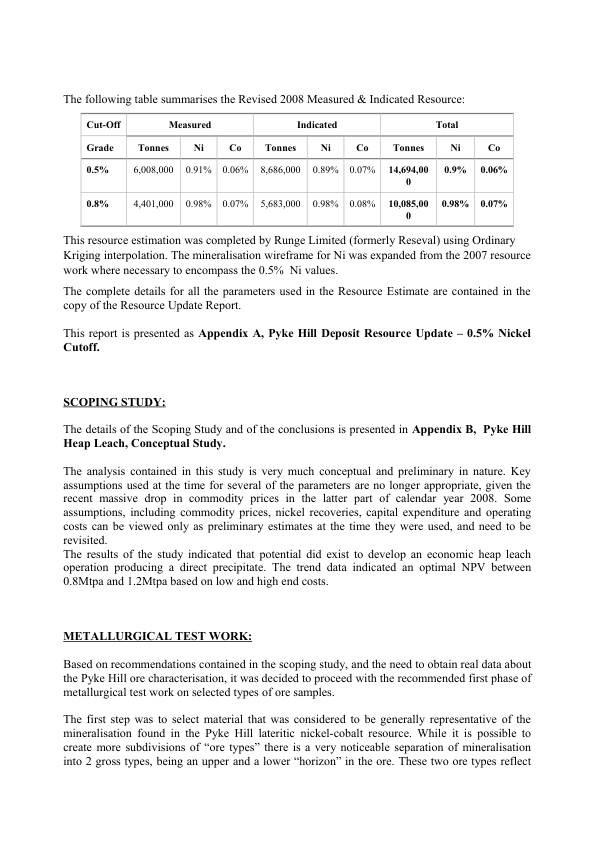 The following table summarises the Revised 2008 Measured & Indicated Resource:
Cut-Off Measured Indicated Total
Grade Tonnes Ni Co Tonnes Ni Co Tonnes Ni Co
0.5% 6,008,000 0.91% 0.06% 8,686,000 0.89% 0.07% 14,694,00 0.9% 0.06%
0
0.8% 4,401,000 0.98% 0.07% 5,683,000 0.98% 0.08% 10,085,00 0.98% 0.07%
0
This resource estimation was completed by Runge Limited (formerly Reseval) using Ordinary
Kriging interpolation. The mineralisation wireframe for Ni was expanded from the 2007 resource
work where necessary to encompass the 0.5% Ni values.
The complete details for all the parameters used in the Resource Estimate are contained in the
copy of the Resource Update Report.
This report is presented as Appendix A, Pyke Hill Deposit Resource Update – 0.5% Nickel
Cutoff.
SCOPING STUDY:
The details of the Scoping Study and of the conclusions is presented in Appendix B, Pyke Hill
Heap Leach, Conceptual Study.
The analysis contained in this study is very much conceptual and preliminary in nature. Key
assumptions used at the time for several of the parameters are no longer appropriate, given the
recent massive drop in commodity prices in the latter part of calendar year 2008. Some
assumptions, including commodity prices, nickel recoveries, capital expenditure and operating
costs can be viewed only as preliminary estimates at the time they were used, and need to be
revisited.
The results of the study indicated that potential did exist to develop an economic heap leach
operation producing a direct precipitate. The trend data indicated an optimal NPV between
0.8Mtpa and 1.2Mtpa based on low and high end costs.
METALLURGICAL TEST WORK:
Based on recommendations contained in the scoping study, and the need to obtain real data about
the Pyke Hill ore characterisation, it was decided to proceed with the recommended first phase of
metallurgical test work on selected types of ore samples.
The first step was to select material that was considered to be generally representative of the
mineralisation found in the Pyke Hill lateritic nickel-cobalt resource. While it is possible to
create more subdivisions of “ore types” there is a very noticeable separation of mineralisation
into 2 gross types, being an upper and a lower “horizon” in the ore. These two ore types reflect